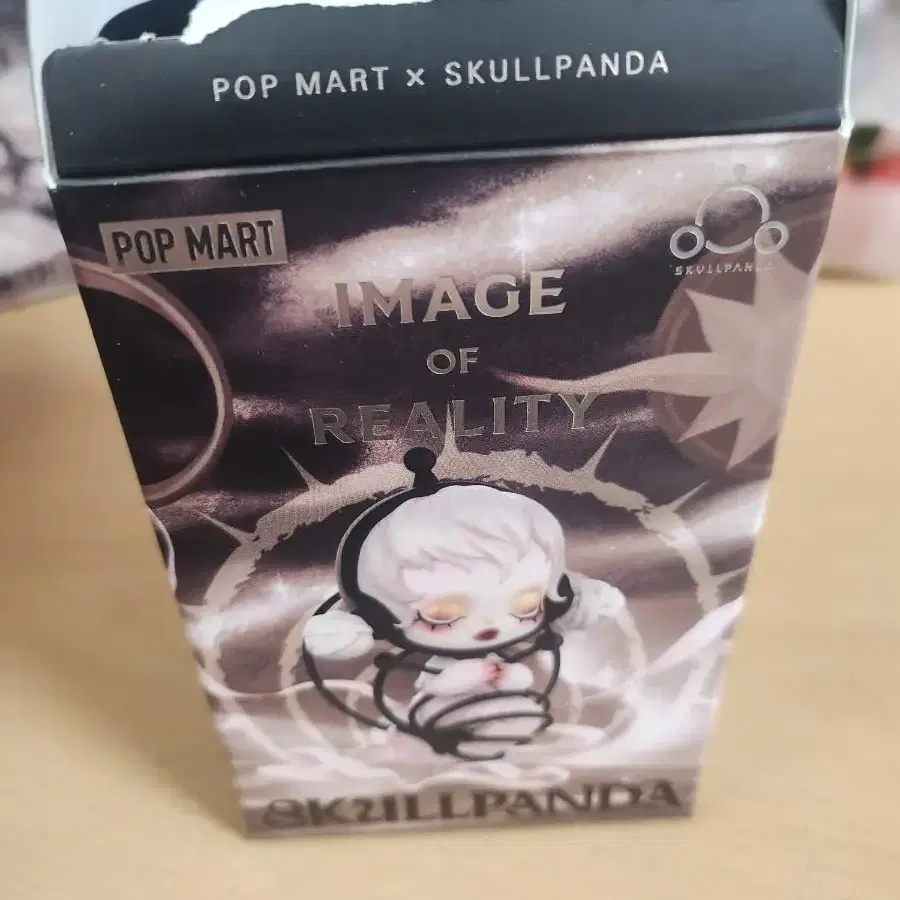 POP MART x SKULLPANDA
POP MART
SKULLPANDA
IMAGE
OF
REALITY
SKULLPANDA